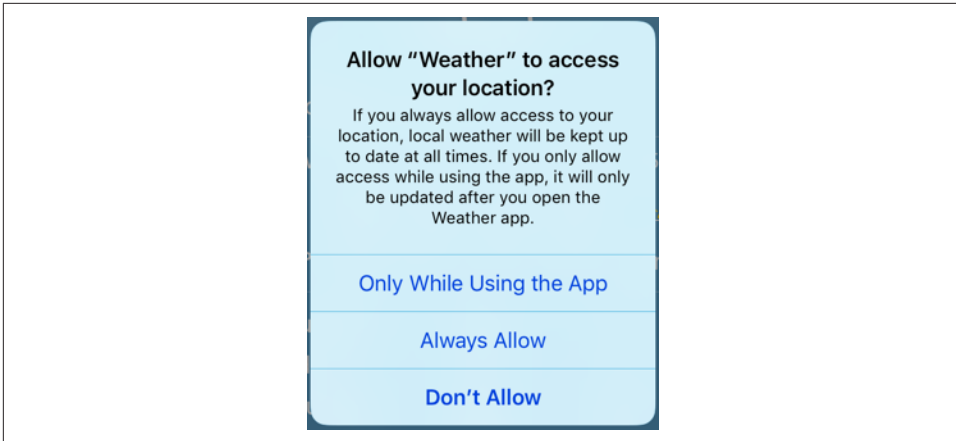 Allow “Weather” to access
your location?
If you always allow access to your
location, local weather will be kept up
to date at all times. If you only allow
access while using the app, it will only
be updated after you open the
Weather app.
Only While Using the App
Always Allow
Don’t Allow